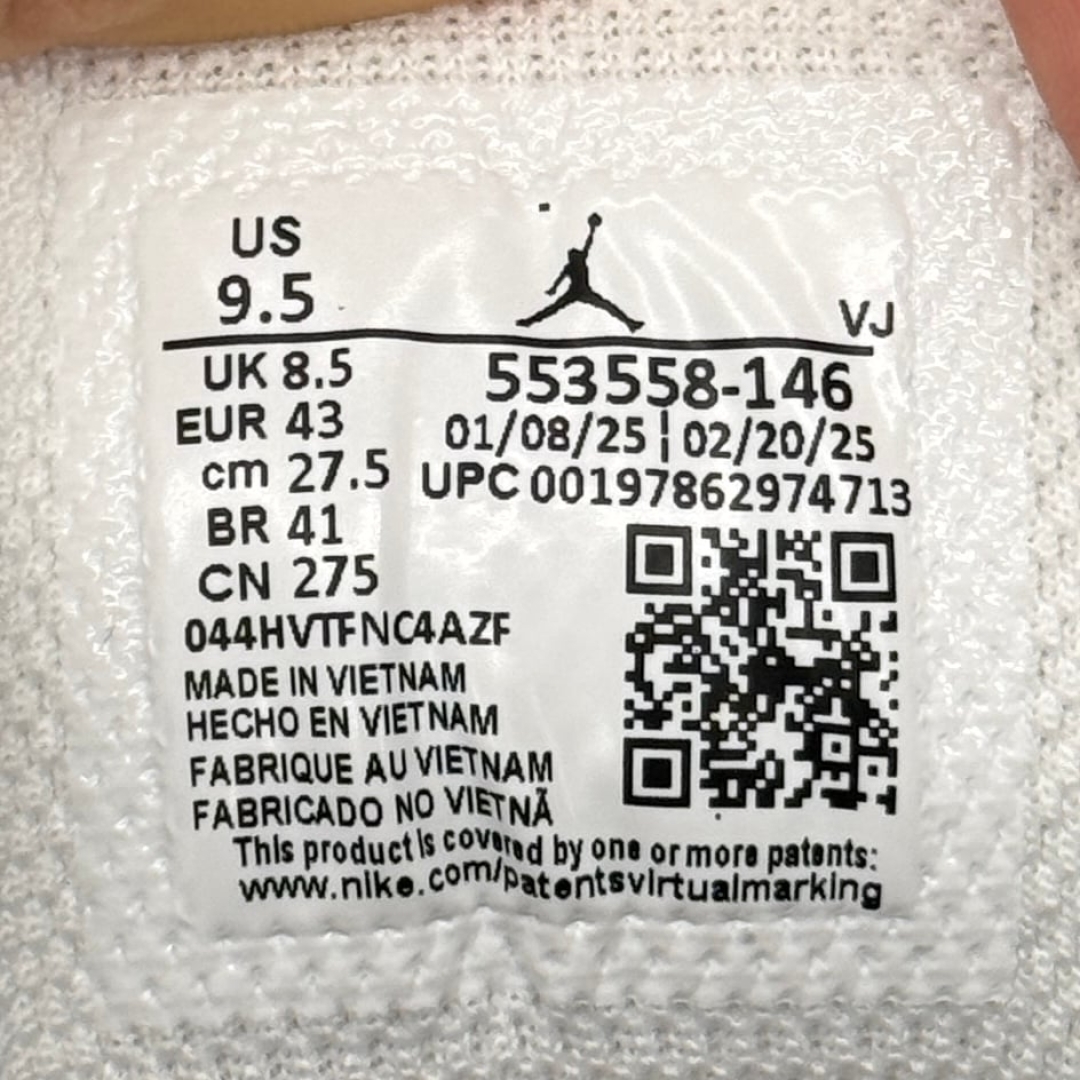 US
9.5
VJ
UK 8.5
EUR 43
cm 27.5
BR 41
CN 275
553558-146
01/08/25 | 02/20/25
UPC 00197862974713
044HVTFNC4AZF
MADE IN VIETNAM
HECHO EN VIETNAM
FABRIQUE AU VIETNAM
FABRICADO NO VIETNÃ
This product is covered by one or more patents:
www.nike.com/patentsvirtualmarking